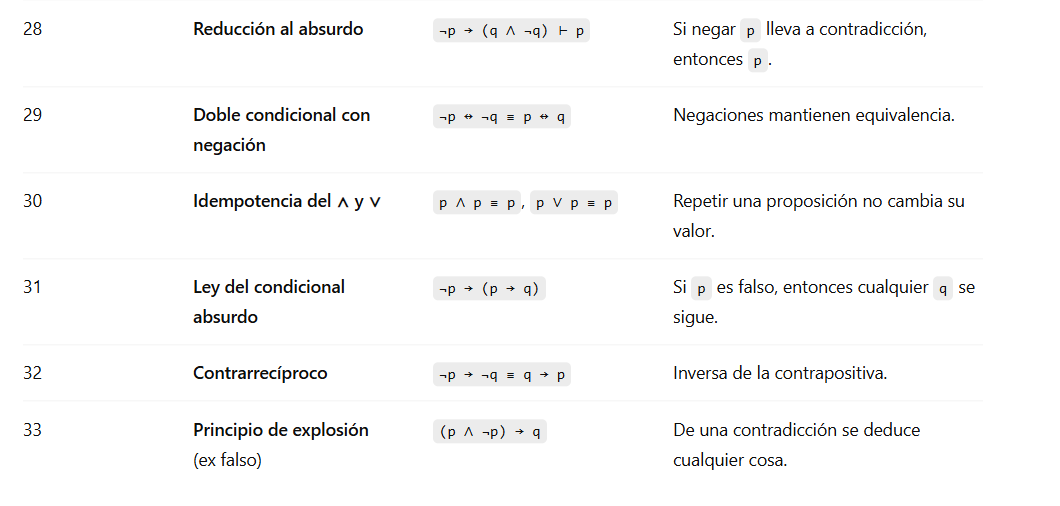 28 Reducción al absurdo ¬p → (q ∧ ¬q) ⊢ p Si negar p lleva a contradicción,
entonces p.
29 Doble condicional con ¬p ↔ ¬q ≡ p ↔ q Negaciones mantienen equivalencia.
negación
30 Idempotencia del ∧ y ∨ p ∧ p ≡ p, p ∨ p ≡ p Repetir una proposición no cambia su
valor.
31 Ley del condicional ¬p → (p → q) Si p es falso, entonces cualquier q se
absurdo sigue.
32 Contrarrecíproco ¬p → ¬q ≡ q → p Inversa de la contrapositiva.
33 Principio de explosión (p ∧ ¬p) → q De una contradicción se deduce
(ex falso) cualquier cosa.